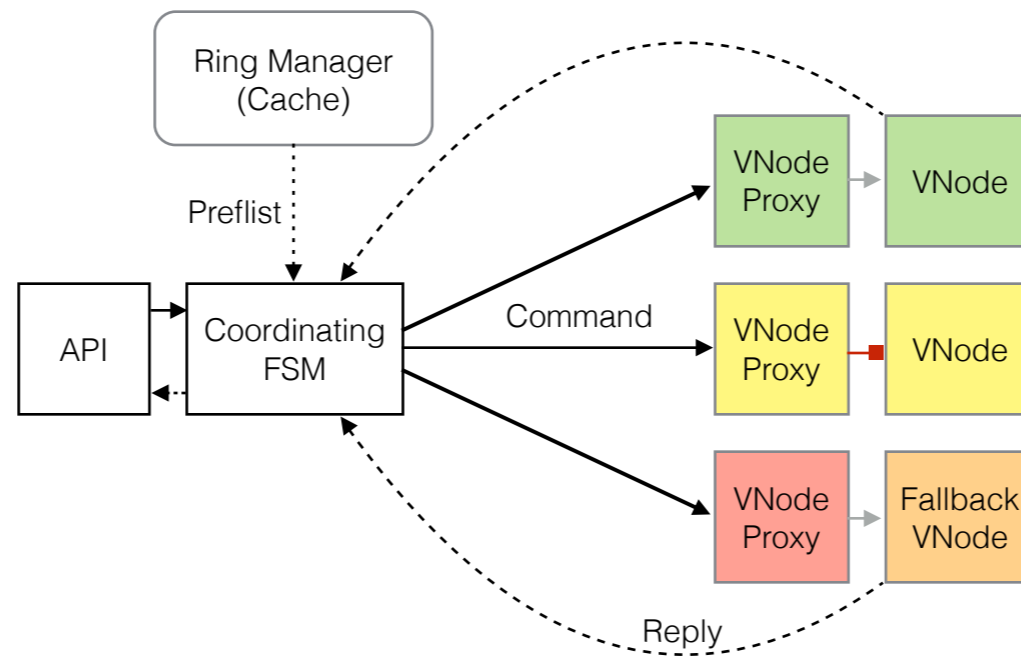 Ring Manager
(Cache)
Preflist
API
Coordinating
FSM
Command
VNode
Proxy
VNode
VNode
Proxy
VNode
VNode
Proxy
Fallback
VNode
Reply